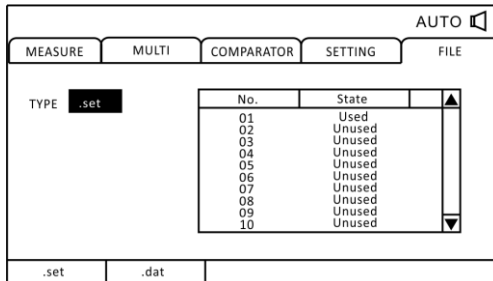 AUTO
MEASURE MULTI COMPARATOR SETTING FILE
TYPE .set
No. State
01 Used
02 Unused
03 Unused
04 Unused
05 Unused
06 Unused
07 Unused
08 Unused
09 Unused
10 Unused
.set .dat